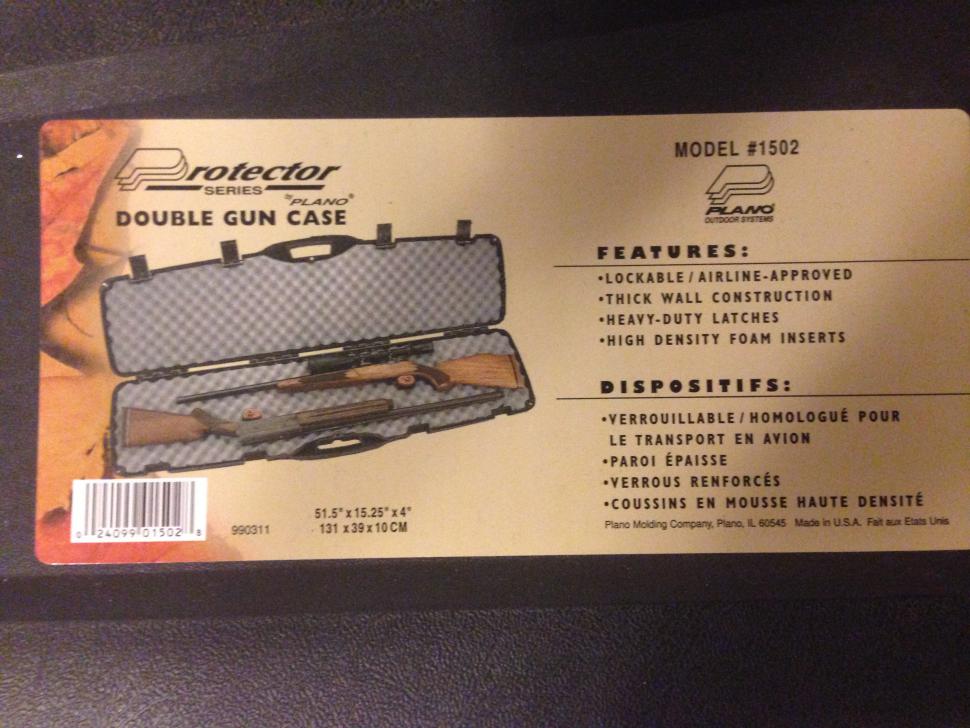 Protector
SERIES
by PLANO®
DOUBLE GUN CASE
MODEL #1502
PLANO®
OUTDOOR SYSTEMS
FEATURES:
•LOCKABLE/AIRLINE-APPROVED
•THICK WALL CONSTRUCTION
•HEAVY-DUTY LATCHES
•HIGH DENSITY FOAM INSERTS
DISPOSITIFS:
•VERROUILLABLE/HOMOLOGUÉ POUR
LE TRANSPORT EN AVION
•PAROI ÉPAISSE
•VERROUS RENFORCÉS
•COUSSINS EN MOUSSE HAUTE DENSITÉ
Plano Molding Company, Plano, IL 60545 Made in U.S.A. Fait aux Etats Unis
0 24099 01502 8
990311
51.5" x 15.25" x 4"
131 x 39 x 10 CM